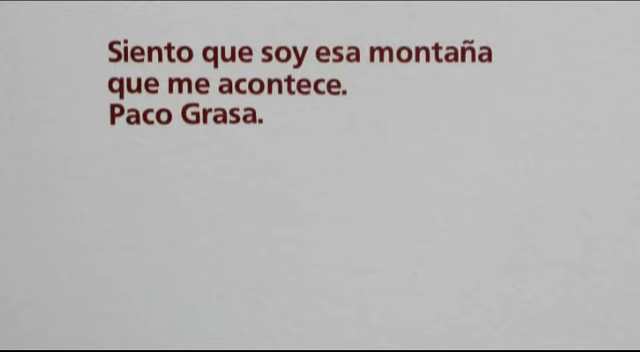 Siento que soy esa montaña
que me acontece.
Paco Grasa.